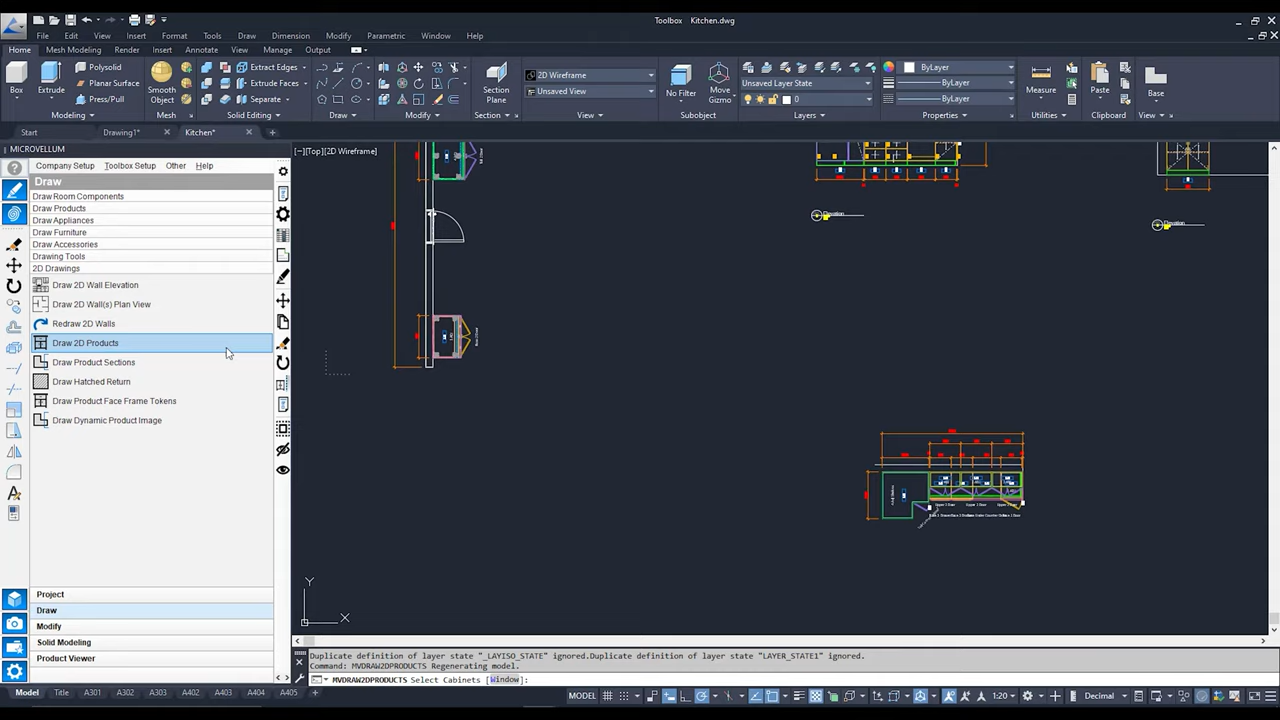 Toolbox Kitchen.dwg
File Edit View Insert Format Tools Draw Dimension Modify Parametric Window Help
Home Mesh Modeling Render Insert Annotate View Manage Output
Polysolid
Planar Surface
Press/Pull
Box
Extrude
Smooth Object
Extract Edges
Extrude Faces
Separate
Section Plane
2D Wireframe
Unsaved View
No Filter
Move Gizmo
Unsaved Layer State
0
ByLayer
ByLayer
ByLayer
Measure
Paste
Base
Modeling Solid Editing Draw Modify Section View Subobject Layers Properties Utilities Clipboard View
Start Drawing1* Kitchen*
MICROVELLUM
Company Setup Toolbox Setup Other Help
Draw
Draw Room Components
Draw Products
Draw Appliances
Draw Furniture
Draw Accessories
Drawing Tools
2D Drawings
Draw 2D Wall Elevation
Draw 2D Wall(s) Plan View
Redraw 2D Walls
Draw 2D Products
Draw Product Sections
Draw Hatched Return
Draw Product Face Frame Tokens
Draw Dynamic Product Image
Project
Draw
Modify
Solid Modeling
Product Viewer
[−][Top][2D Wireframe]
Elevation
Elevation
Y
X
Duplicate definition of layer state "_LAYISO_STATE" ignored.Duplicate definition of layer state "LAYER_STATE1" ignored.
Command: MVDRAW2DPRODUCTS Regenerating model.
MVDRAW2DPRODUCTS Select Cabinets [Window]:
Model Title A301 A302 A303 A402 A403 A404 A405
MODEL 1:20 Decimal